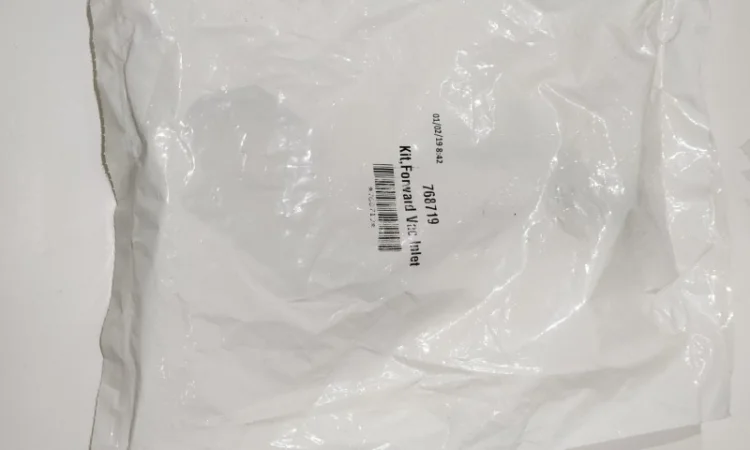 01/02/19 8:42
768719
Kit,Forward Vac Inlet